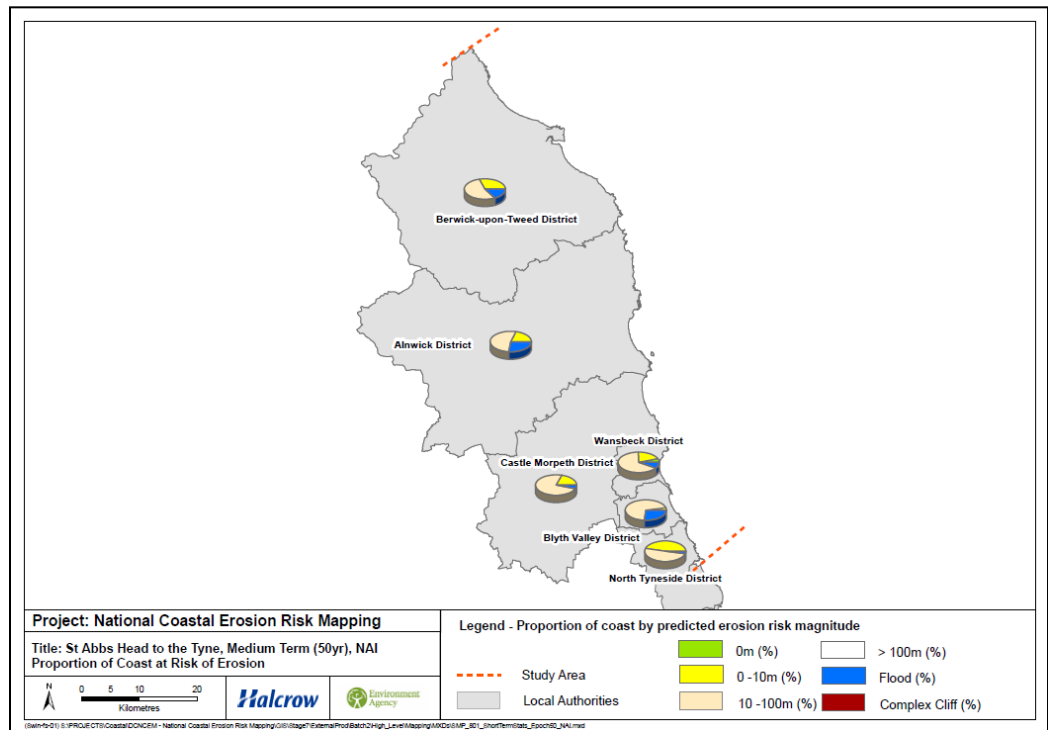 Berwick-upon-Tweed District
Alnwick District
Wansbeck District
Castle Morpeth District
Blyth Valley District
North Tyneside District
Project: National Coastal Erosion Risk Mapping
Title: St Abbs Head to the Tyne, Medium Term (50yr), NAI
Proportion of Coast at Risk of Erosion
N
0 5 10 20
Kilometres
Halcrow
Environment
Agency
Legend - Proportion of coast by predicted erosion risk magnitude
Study Area
Local Authorities
0m (%)
0 -10m (%)
10 -100m (%)
> 100m (%)
Flood (%)
Complex Cliff (%)